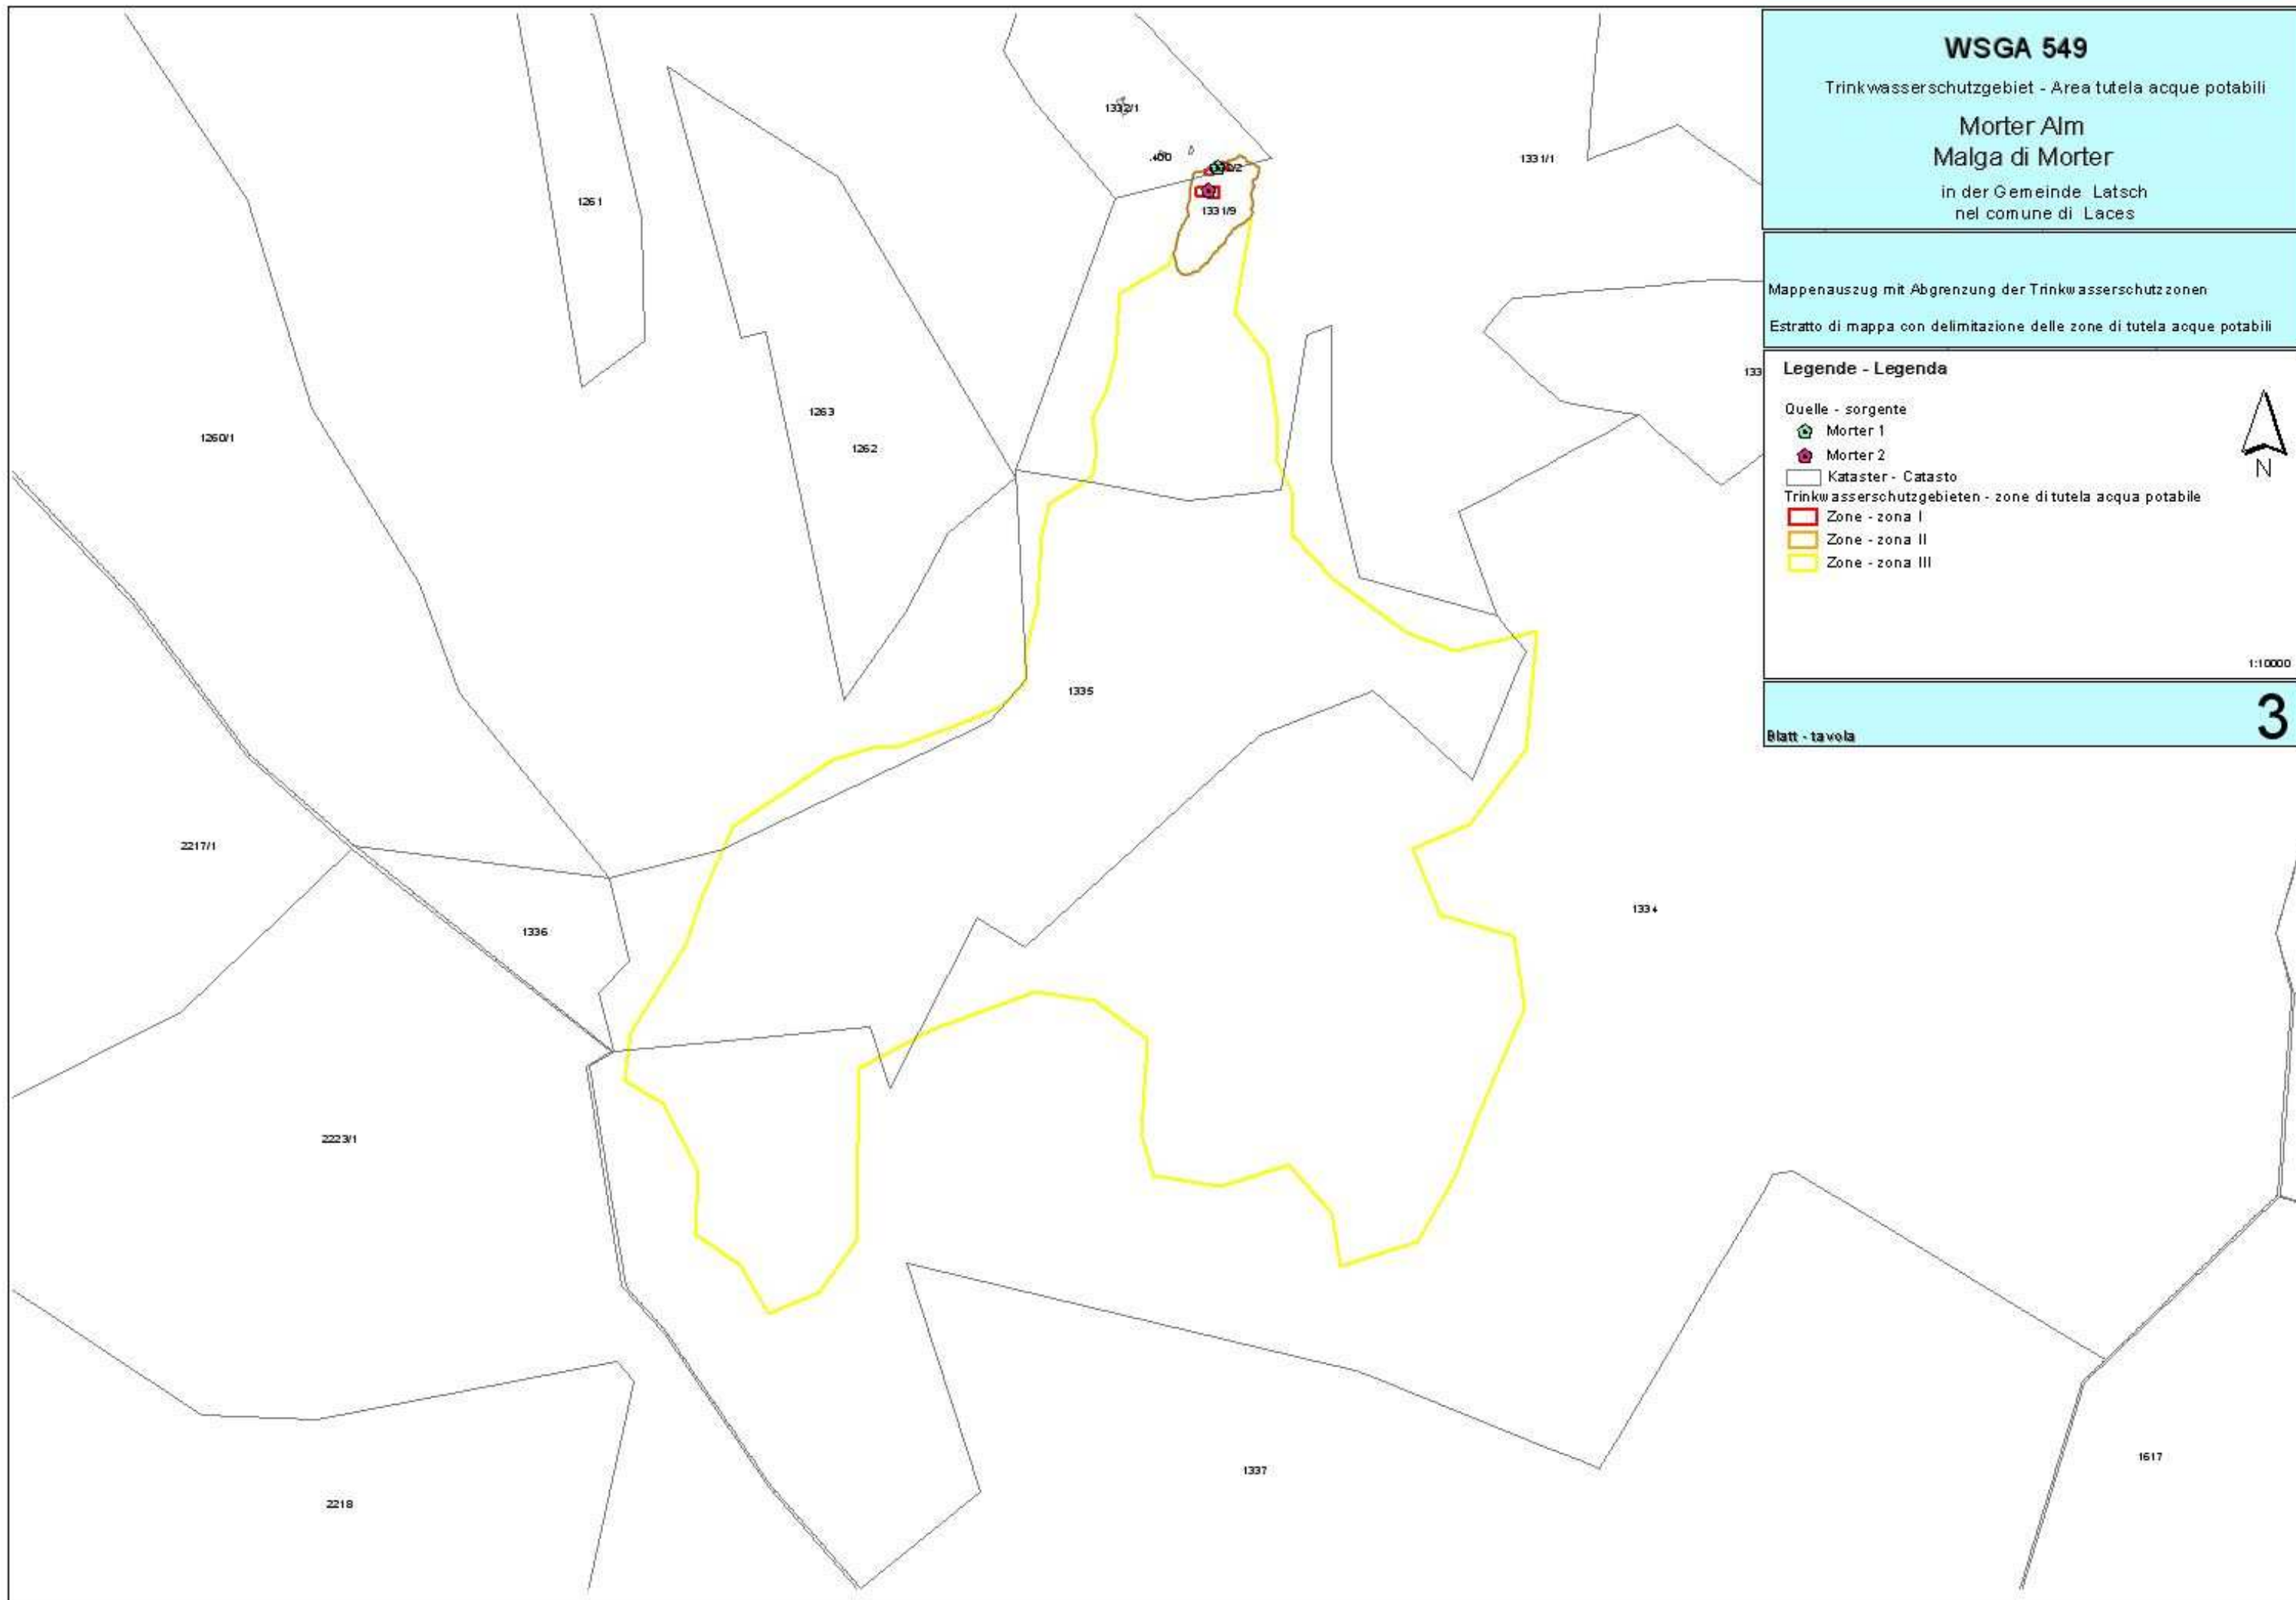 WSGA 549
Trinkwasserschutzgebiet - Area tutela acque potabili
Morter Alm
Malga di Morter
in der Gemeinde Latsch
nel comune di Laces
Mappenauszug mit Abgrenzung der Trinkwasserschutzzonen
Estratto di mappa con delimitazione delle zone di tutela acque potabili
Legende - Legenda
Quelle - sorgente
Morter 1
Morter 2
Kataster - Catasto
Trinkwasserschutzgebieten - zone di tutela acqua potabile
Zone - zona I
Zone - zona II
Zone - zona III
N
1:10000
Blatt - tavola
3
1332/1
.400
1331/1
1331/9
1261
133
1263
1260/1
1262
1335
2217/1
1334
1336
2223/1
1617
1337
2218